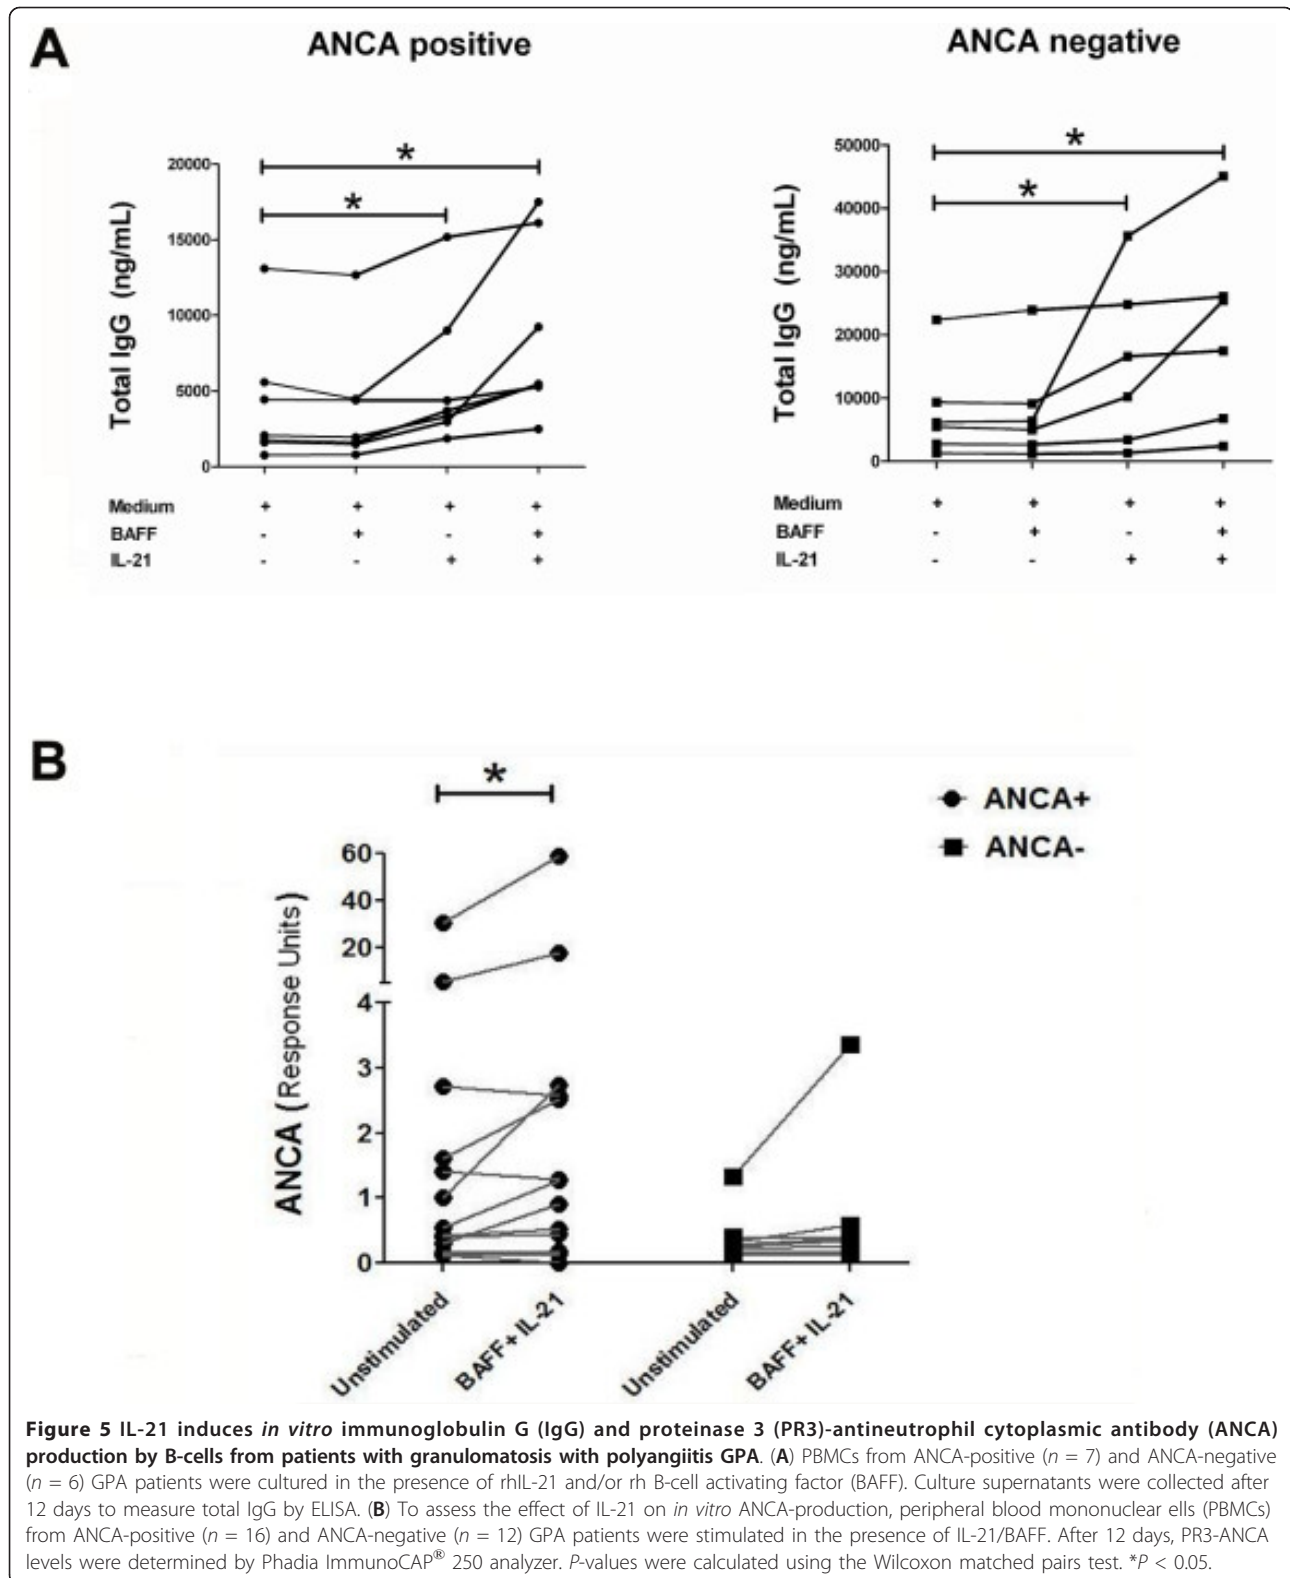 A
ANCA positive
ANCA negative
*
*
20000
15000
10000
5000
0
Total IgG (ng/mL)
Medium + + + +
BAFF - + - +
IL-21 - - + +
*
*
50000
40000
30000
20000
10000
0
Total IgG (ng/mL)
Medium + + + +
BAFF - + - +
IL-21 - - + +
B
*
ANCA+
ANCA-
60
40
20
4
3
2
1
0
ANCA (Response Units)
Unstimulated
BAFF+ IL-21
Unstimulated
BAFF+ IL-21
Figure 5 IL-21 induces in vitro immunoglobulin G (IgG) and proteinase 3 (PR3)-antineutrophil cytoplasmic antibody (ANCA)
production by B-cells from patients with granulomatosis with polyangiitis GPA. (A) PBMCs from ANCA-positive (n = 7) and ANCA-negative
(n = 6) GPA patients were cultured in the presence of rhIL-21 and/or rh B-cell activating factor (BAFF). Culture supernatants were collected after
12 days to measure total IgG by ELISA. (B) To assess the effect of IL-21 on in vitro ANCA-production, peripheral blood mononuclear ells (PBMCs)
from ANCA-positive (n = 16) and ANCA-negative (n = 12) GPA patients were stimulated in the presence of IL-21/BAFF. After 12 days, PR3-ANCA
levels were determined by Phadia ImmunoCAP® 250 analyzer. P-values were calculated using the Wilcoxon matched pairs test. *P < 0.05.